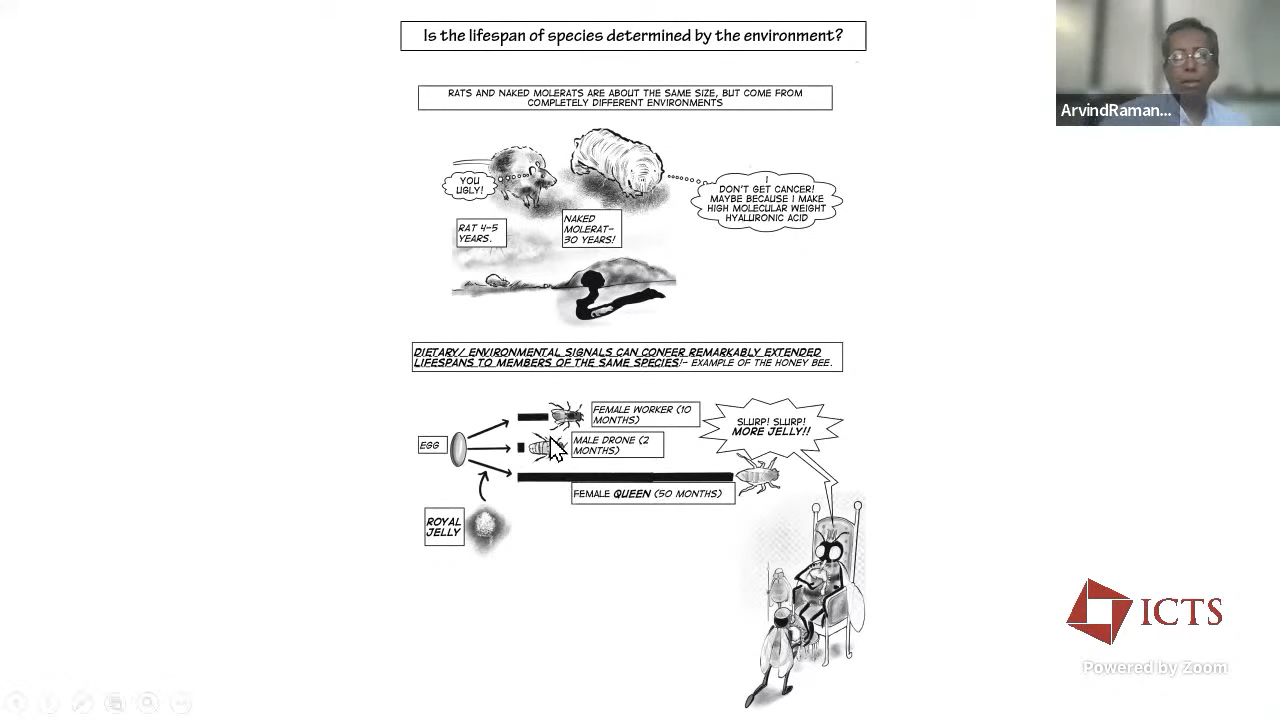 Is the lifespan of species determined by the environment?
RATS AND NAKED MOLERATS ARE ABOUT THE SAME SIZE, BUT COME FROM
COMPLETELY DIFFERENT ENVIRONMENTS
ArvindRaman...
YOU
UGLY!
I
DON'T GET CANCER!
MAYBE BECAUSE I MAKE
HIGH MOLECULAR WEIGHT
HYALURONIC ACID
RAT 4-5
YEARS.
NAKED
MOLERAT-
30 YEARS!
DIETARY/ ENVIRONMENTAL SIGNALS CAN CONFER REMARKABLY EXTENDED
LIFESPANS TO MEMBERS OF THE SAME SPECIES!- EXAMPLE OF THE HONEY BEE.
FEMALE WORKER (10
MONTHS)
SLURP! SLURP!
MORE JELLY!!
EGG
MALE DRONE (2
MONTHS)
FEMALE QUEEN (50 MONTHS)
ROYAL
JELLY
ICTS
Powered by Zoom